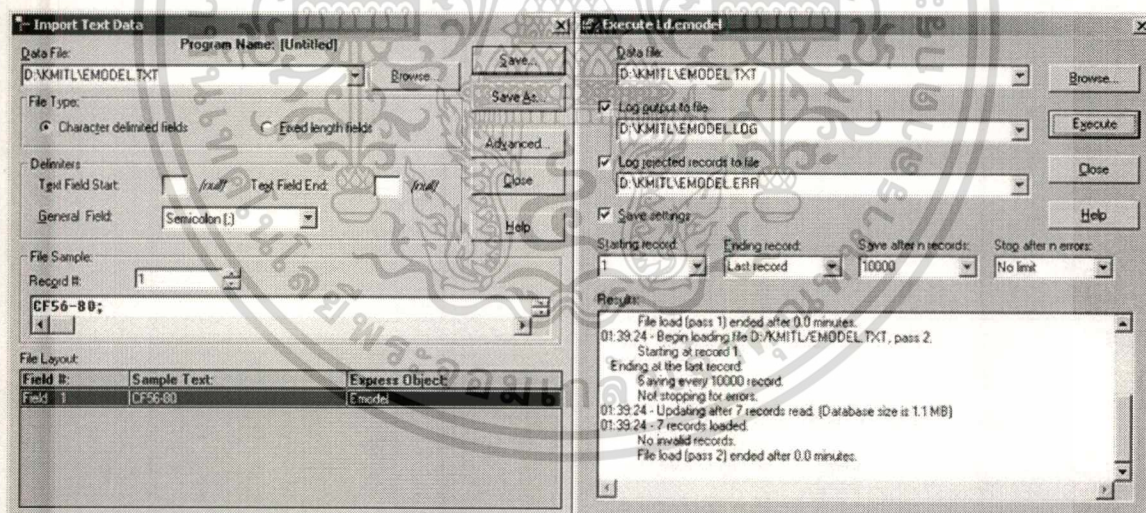 Import Text Data
Program Name: [Untitled]
Data File:
D:\KMITL\EMODEL.TXT
Browse...
Save...
Save As...
Advanced...
Close
Help
File Type:
Character delimited fields
Fixed length fields
Delimiters
Text Field Start:
[null]
Text Field End:
[null]
General Field:
Semicolon (;)
File Sample:
Record #:
1
CF56-80;
File Layout:
Field #: Sample Text: Express Object:
Field 1 CF56-80 Emodel
Execute Ld.emodel
Data file:
D:\KMITL\EMODEL.TXT
Browse...
Log output to file
D:\KMITL\EMODEL.LOG
Execute
Log rejected records to file
D:\KMITL\EMODEL.ERR
Close
Save settings
Help
Starting record: Ending record: Save after n records: Stop after n errors:
1 Last record 10000 No limit
Results:
File load (pass 1) ended after 0.0 minutes.
01:39:24 - Begin loading file D:/KMITL/EMODEL.TXT, pass 2.
Starting at record 1.
Ending at the last record.
Saving every 10000 record.
Not stopping for errors.
01:39:24 - Updating after 7 records read. (Database size is 1.1 MB)
01:39:24 - 7 records loaded.
No invalid records.
File load (pass 2) ended after 0.0 minutes.